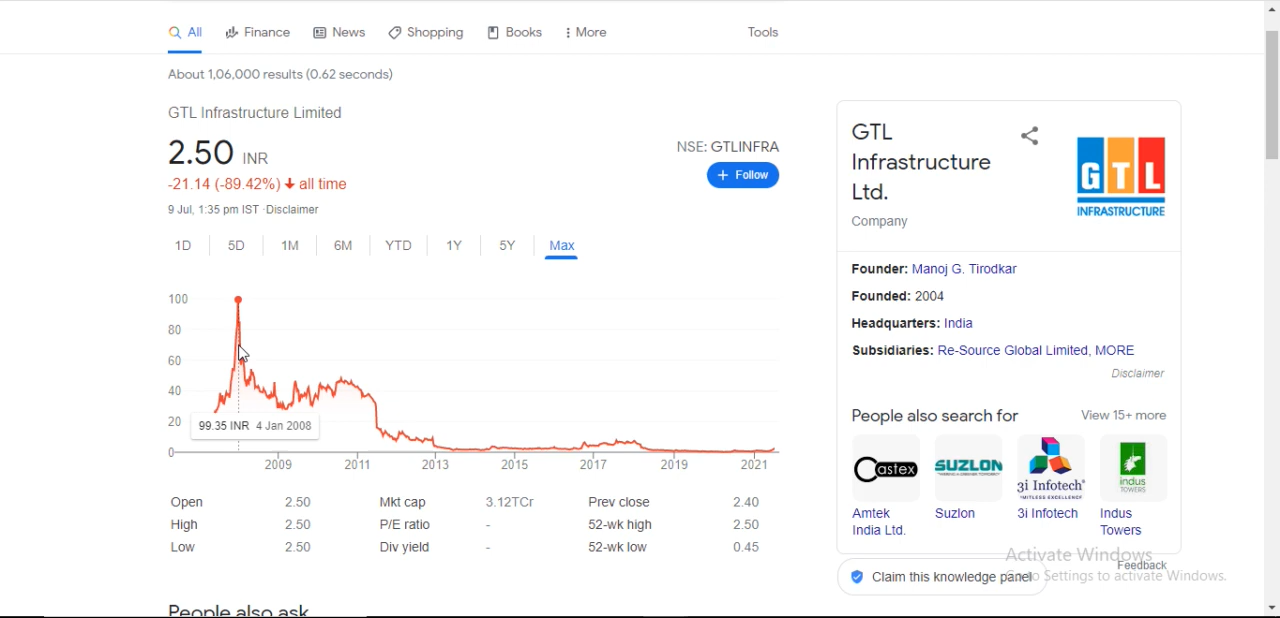 All Finance News Shopping Books More Tools
About 1,06,000 results (0.62 seconds)
GTL Infrastructure Limited
2.50 INR
NSE: GTLINFRA
-21.14 (-89.42%) all time
+ Follow
9 Jul, 1:35 pm IST · Disclaimer
1D 5D 1M 6M YTD 1Y 5Y Max
100
80
60
40
20
0
99.35 INR 4 Jan 2008
2009 2011 2013 2015 2017 2019 2021
Open 2.50 Mkt cap 3.12TCr Prev close 2.40
High 2.50 P/E ratio - 52-wk high 2.50
Low 2.50 Div yield - 52-wk low 0.45
People also ask
GTL
Infrastructure
Ltd.
Company
GTL
INFRASTRUCTURE
Founder: Manoj G. Tirodkar
Founded: 2004
Headquarters: India
Subsidiaries: Re-Source Global Limited, MORE
Disclaimer
People also search for View 15+ more
Castex
SUZLON
3i Infotech
LIMITLESS EXCELLENCE
indus
TOWERS
Amtek
India Ltd.
Suzlon
3i Infotech
Indus
Towers
Activate Windows
Feedback
Claim this knowledge panel
Go to Settings to activate Windows.